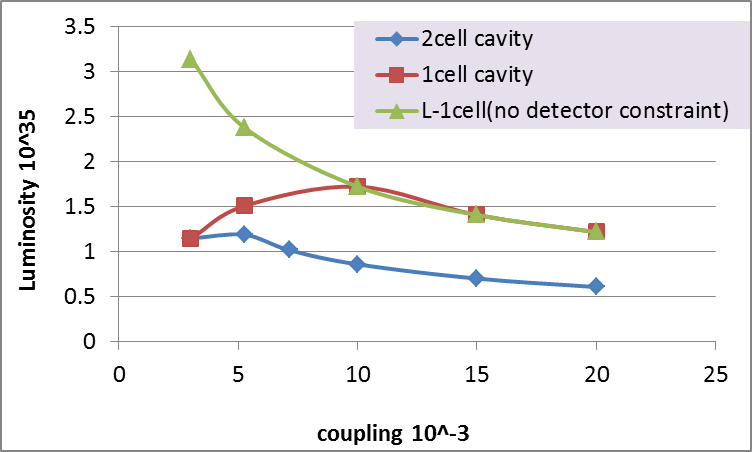 3.5
3
2.5
2
1.5
1
0.5
0
0 5 10 15 20 25
Luminosity 10^35
coupling 10^-3
2cell cavity
1cell cavity
L-1cell(no detector constraint)